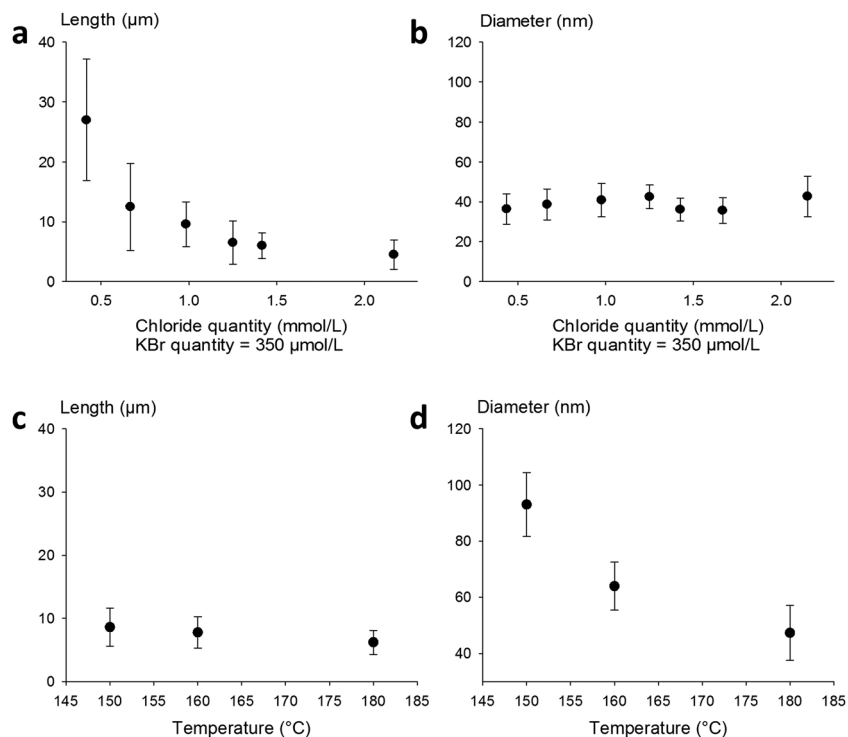 a
Length (µm)
40
30
20
10
0
0.5 1.0 1.5 2.0
Chloride quantity (mmol/L)
KBr quantity = 350 µmol/L
b
Diameter (nm)
120
100
80
60
40
20
0
0.5 1.0 1.5 2.0
Chloride quantity (mmol/L)
KBr quantity = 350 µmol/L
c
Length (µm)
40
30
20
10
0
145 150 155 160 165 170 175 180 185
Temperature (°C)
d
Diameter (nm)
120
100
80
60
40
145 150 155 160 165 170 175 180 185
Temperature (°C)